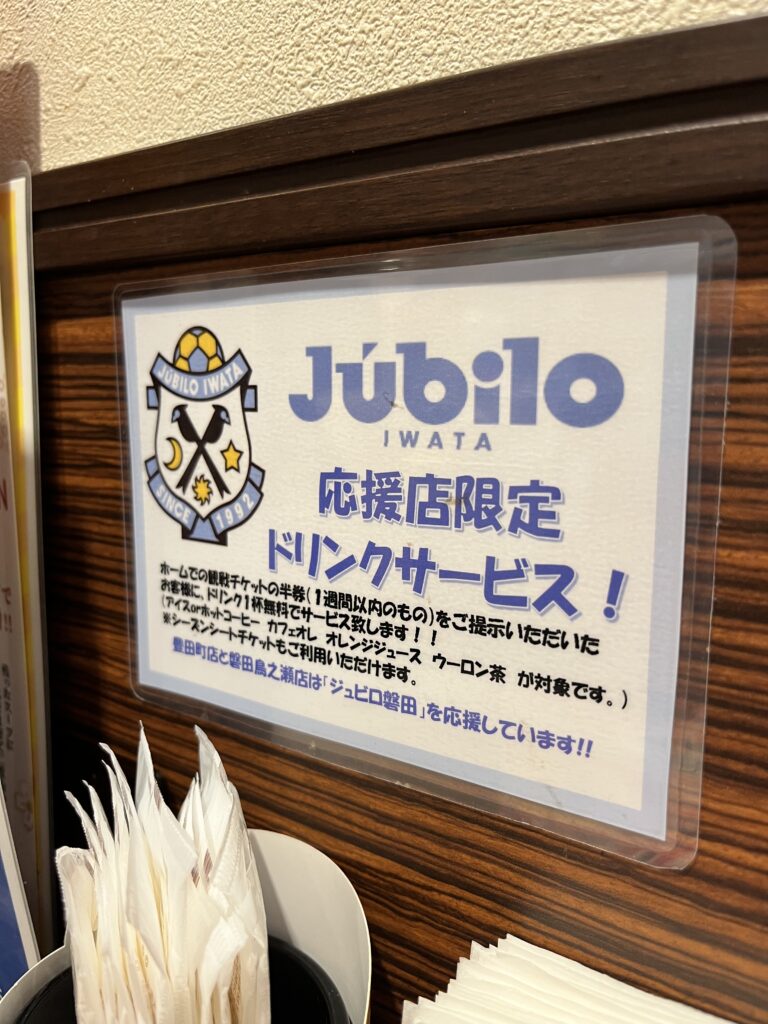 JÚBILO IWATA
SINCE 1992
Júbilo
IWATA
応援店限定
ドリンクサービス！
ホームでの観戦チケットの半券(１週間以内のもの)をご提示いただいた
お客様に、ドリンク１杯無料でサービス致します！！
(アイスorホットコーヒー カフェオレ オレンジジュース ウーロン茶 が対象です。)
※シーズンシートチケットもご利用いただけます。
豊田町店と磐田鳥之瀬店は「ジュビロ磐田」を応援しています!!